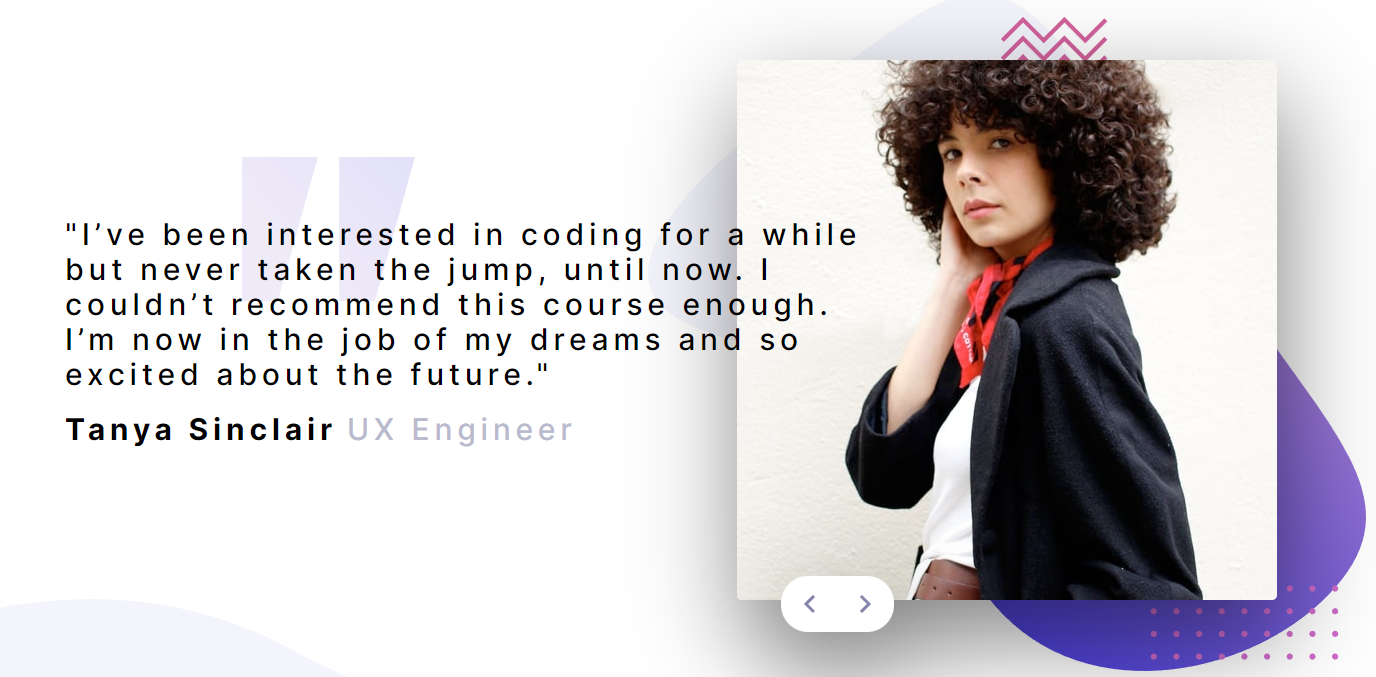 "I’ve been interested in coding for a while
but never taken the jump, until now. I
couldn’t recommend this course enough.
I’m now in the job of my dreams and so
excited about the future."
Tanya Sinclair UX Engineer